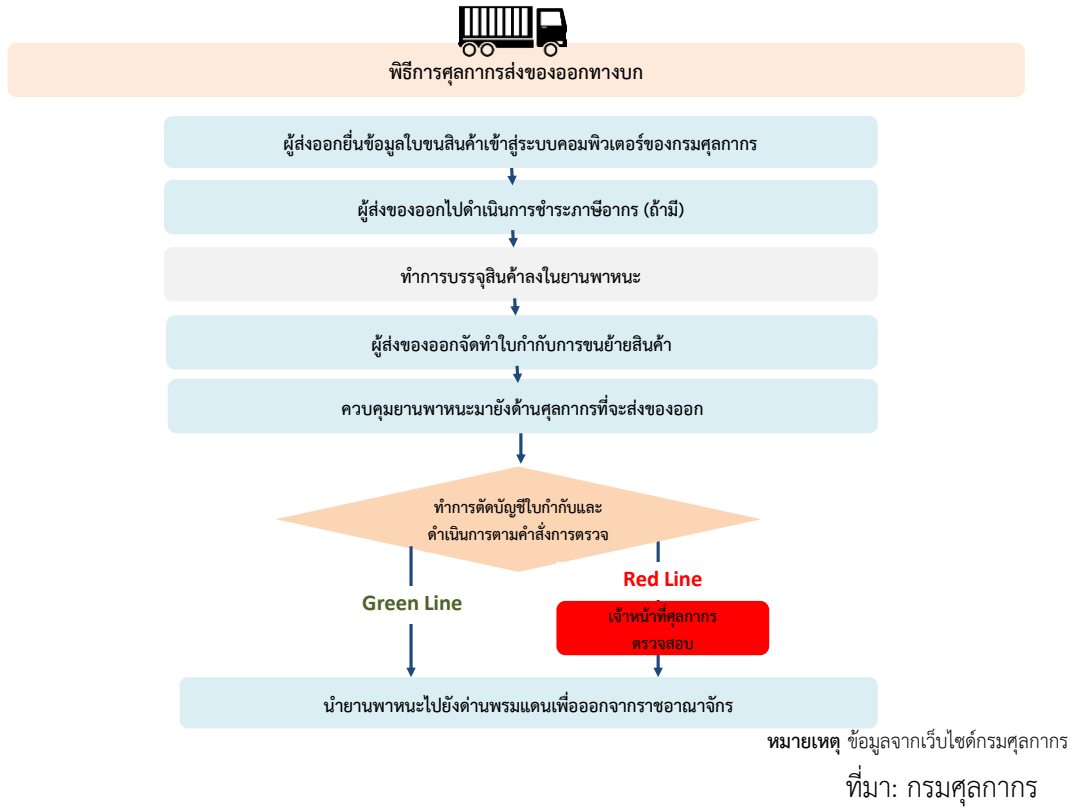 พิธีการศุลกากรส่งของออกทางบก
ผู้ส่งออกยื่นข้อมูลใบขนสินค้าเข้าสู่ระบบคอมพิวเตอร์ของกรมศุลกากร
ผู้ส่งของออกไปดำเนินการชำระภาษีอากร (ถ้ามี)
ทำการบรรจุสินค้าลงในยานพาหนะ
ผู้ส่งของออกจัดทำใบกำกับการขนย้ายสินค้า
ควบคุมยานพาหนะมายังด้านศุลกากรที่จะส่งของออก
ทำการตัดบัญชีใบกำกับและ
ดำเนินการตามคำสั่งการตรวจ
Red Line
Green Line
เจ้าหน้าที่ศุลกากร
ตรวจสอบ
นำยานพาหนะไปยังด่านพรมแดนเพื่อออกจากราชอาณาจักร
หมายเหตุ ข้อมูลจากเว็บไซด์กรมศุลกากร
ที่มา: กรมศุลกากร